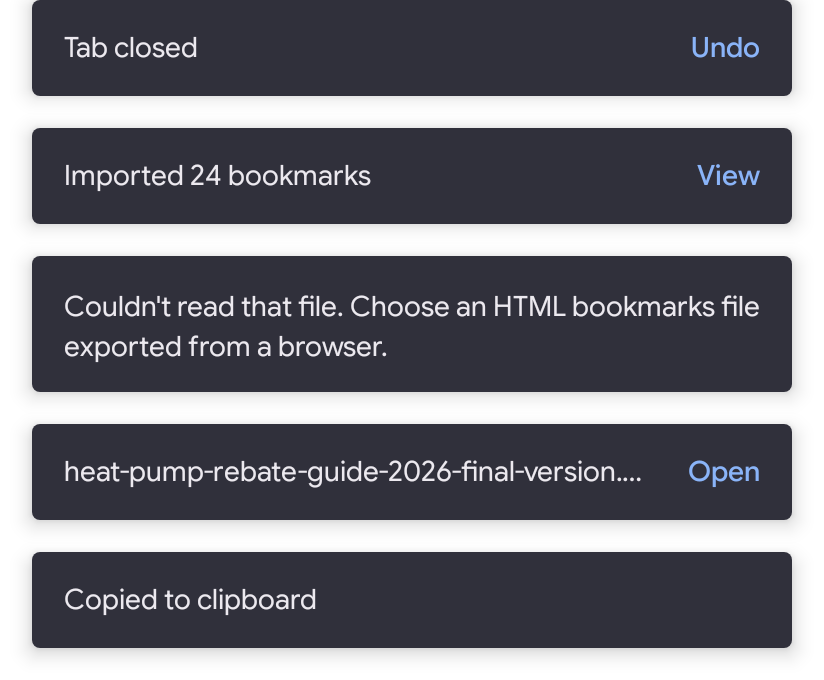 Tab closed Undo
Imported 24 bookmarks View
Couldn't read that file. Choose an HTML bookmarks file
exported from a browser.
heat-pump-rebate-guide-2026-final-version.... Open
Copied to clipboard